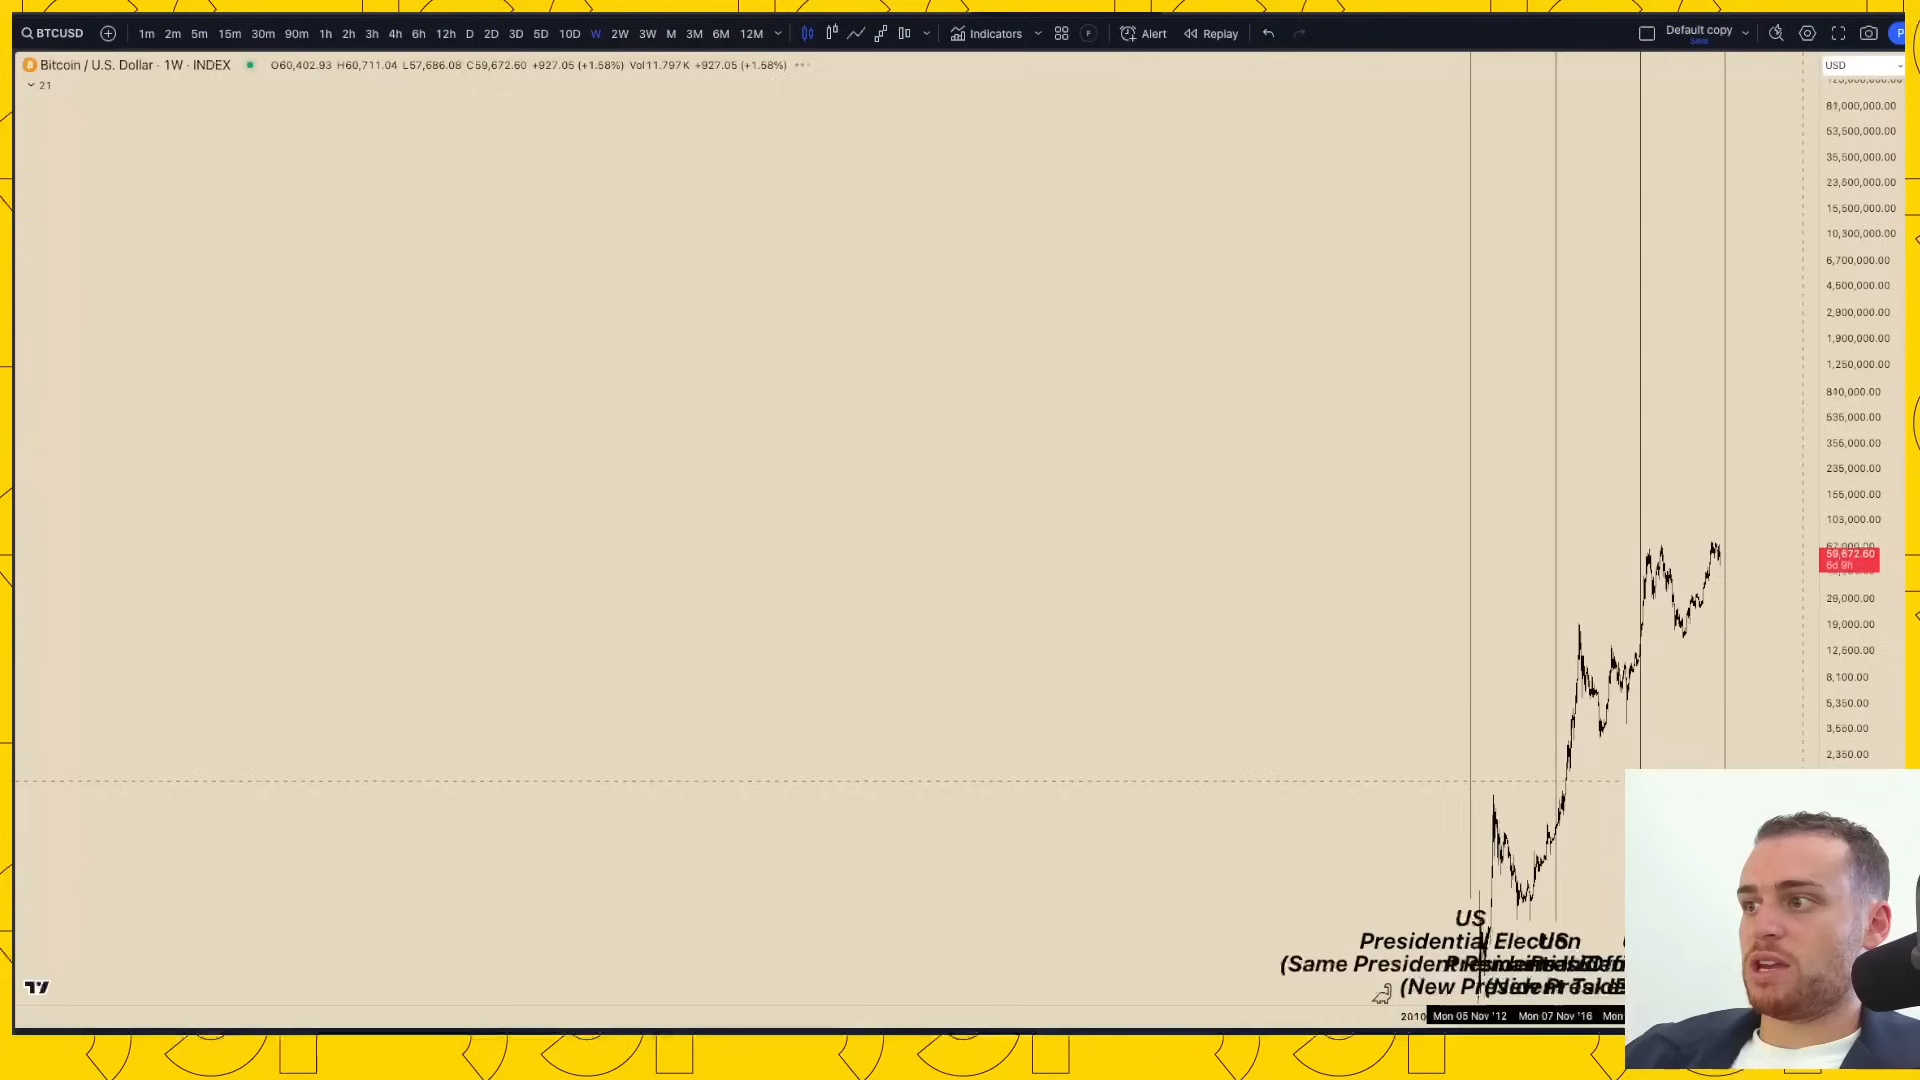 BTCUSD 1m 2m 5m 15m 30m 90m 1h 2h 3h 4h 6h 12h D 2D 3D 5D 10D W 2W 3W M 3M 6M 12M Indicators F Alert Replay Default copy
Save
Bitcoin / U.S. Dollar · 1W · INDEX O60,402.93 H60,711.04 L57,686.08 C59,672.60 +927.05 (+1.58%) Vol11.797K +927.05 (+1.58%)
USD
21
81,000,000.00
53,500,000.00
35,500,000.00
23,500,000.00
15,500,000.00
10,300,000.00
6,700,000.00
4,500,000.00
2,900,000.00
1,900,000.00
1,250,000.00
810,000.00
535,000.00
355,000.00
235,000.00
155,000.00
103,000.00
59,672.60
6d 9h
29,000.00
19,000.00
12,500.00
8,100.00
5,350.00
3,550.00
2,350.00
US
Presidential Election US
(Same President
(New President
2010 Mon 05 Nov '12 Mon 07 Nov '16 Mon